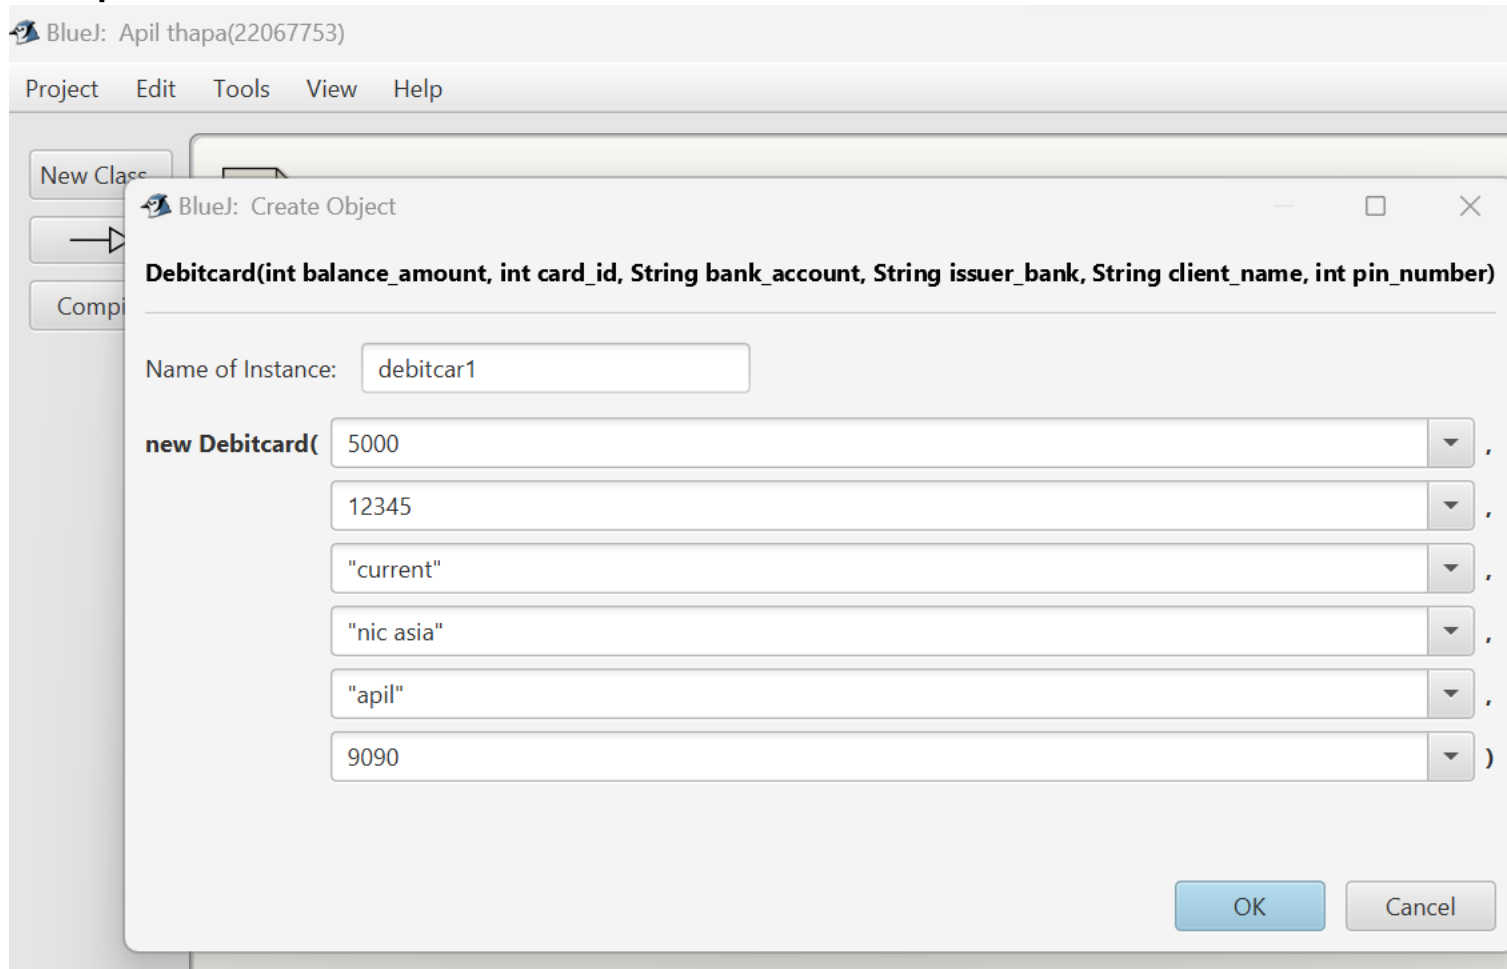 BlueJ: Apil thapa(22067753)
Project Edit Tools View Help
New Class
BlueJ: Create Object
Debitcard(int balance_amount, int card_id, String bank_account, String issuer_bank, String client_name, int pin_number)
Compi
Name of Instance: debitcar1
new Debitcard( 5000 ,
12345 ,
"current" ,
"nic asia" ,
"apil" ,
9090 )
OK Cancel